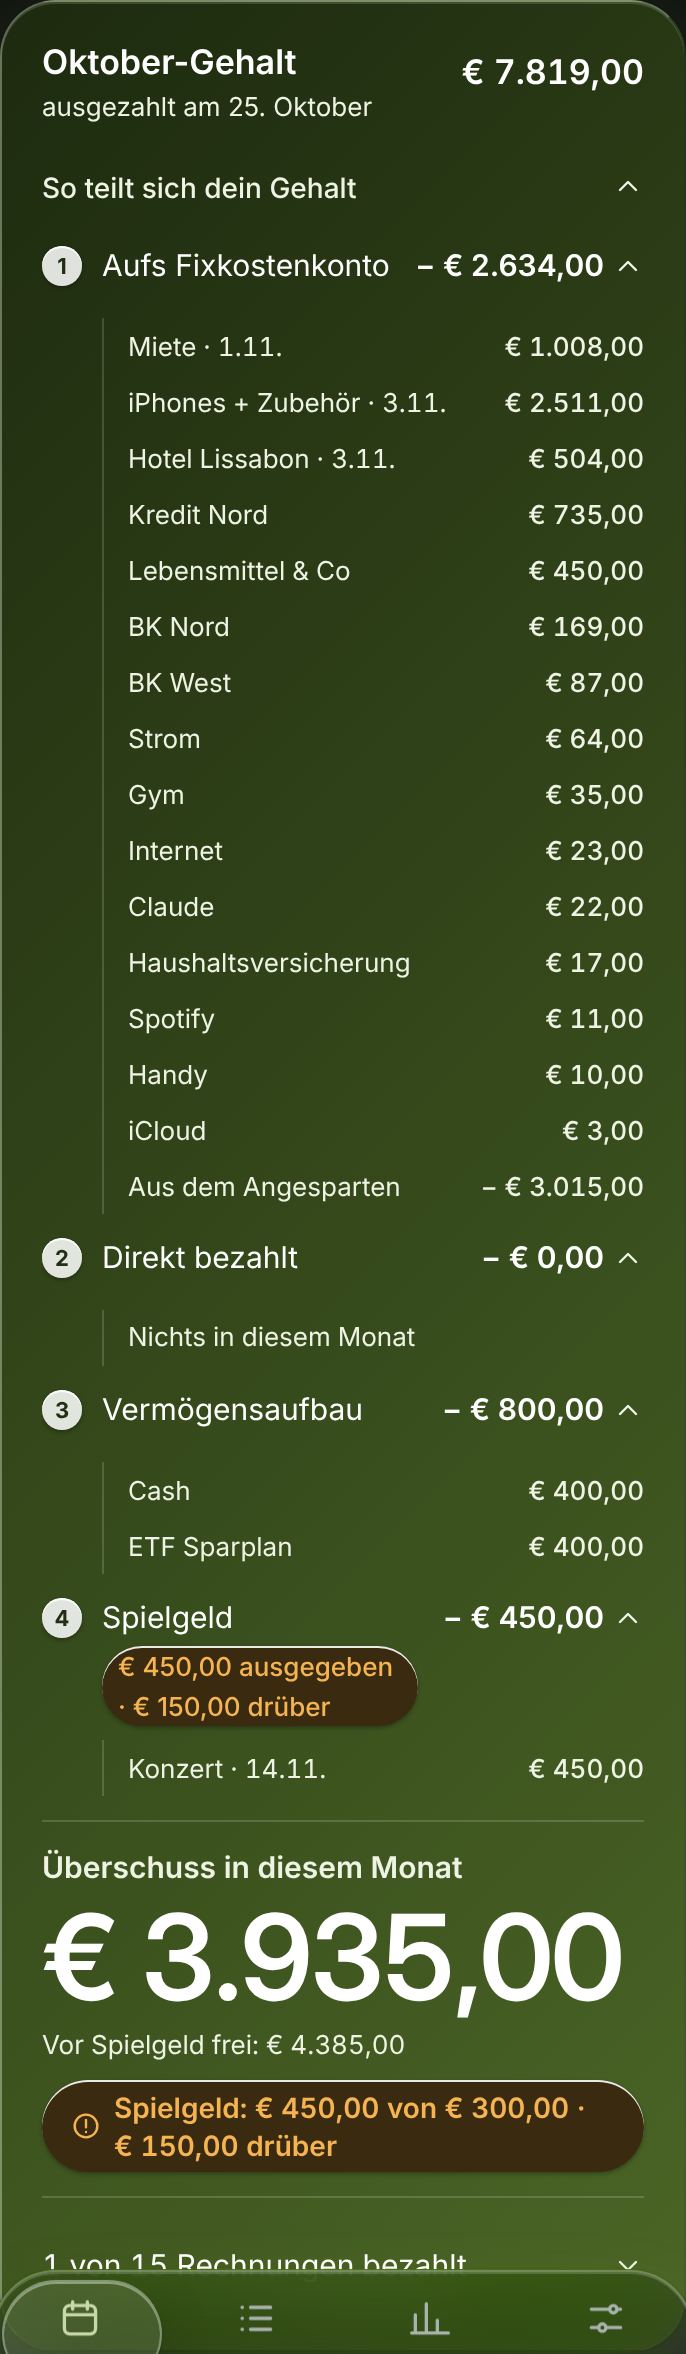 Oktober-Gehalt
€ 7.819,00
ausgezahlt am 25. Oktober
So teilt sich dein Gehalt
1 Aufs Fixkostenkonto – € 2.634,00
Miete · 1.11. € 1.008,00
iPhones + Zubehör · 3.11. € 2.511,00
Hotel Lissabon · 3.11. € 504,00
Kredit Nord € 735,00
Lebensmittel & Co € 450,00
BK Nord € 169,00
BK West € 87,00
Strom € 64,00
Gym € 35,00
Internet € 23,00
Claude € 22,00
Haushaltsversicherung € 17,00
Spotify € 11,00
Handy € 10,00
iCloud € 3,00
Aus dem Angesparten – € 3.015,00
2 Direkt bezahlt – € 0,00
Nichts in diesem Monat
3 Vermögensaufbau – € 800,00
Cash € 400,00
ETF Sparplan € 400,00
4 Spielgeld – € 450,00
€ 450,00 ausgegeben
· € 150,00 drüber
Konzert · 14.11. € 450,00
Überschuss in diesem Monat
€ 3.935,00
Vor Spielgeld frei: € 4.385,00
Spielgeld: € 450,00 von € 300,00 ·
€ 150,00 drüber
1 von 15 Rechnungen bezahlt